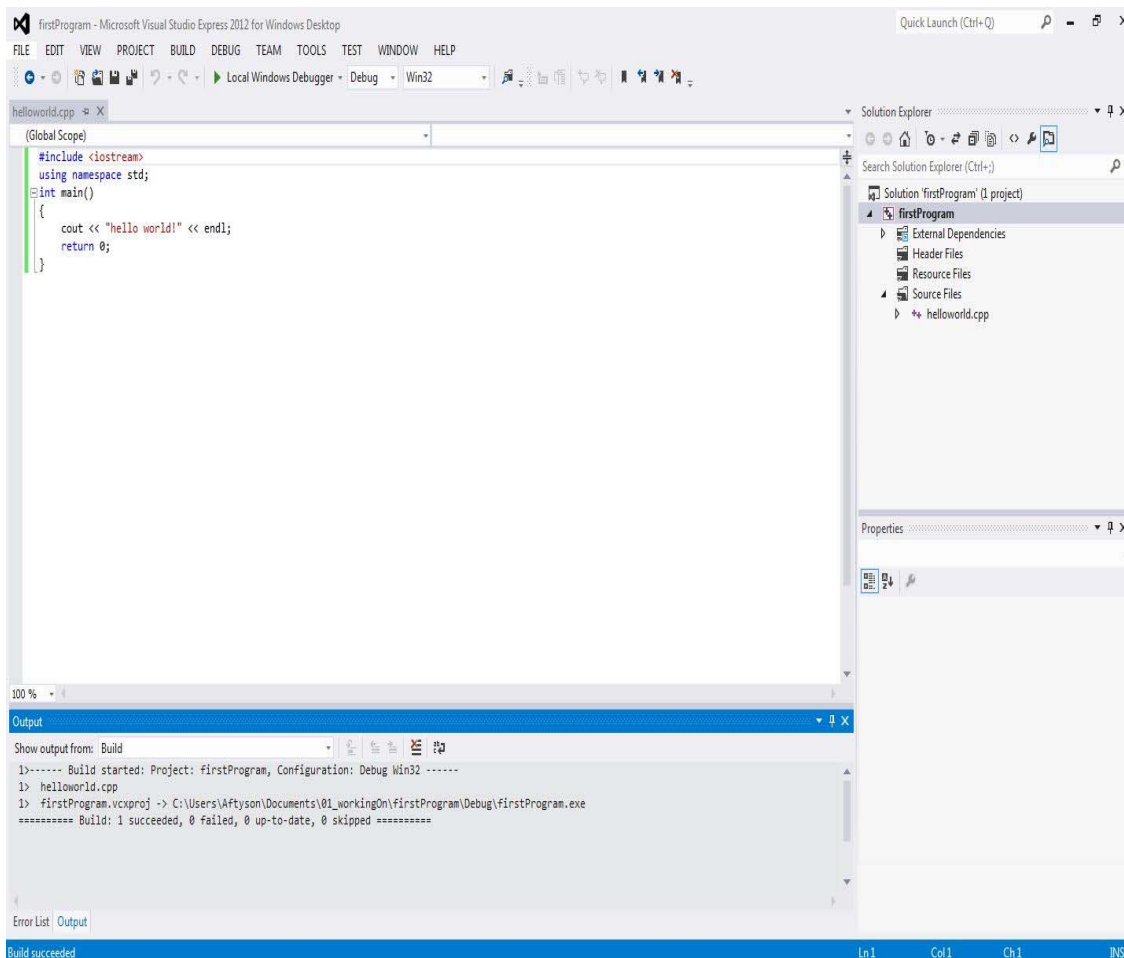 firstProgram - Microsoft Visual Studio Express 2012 for Windows Desktop
Quick Launch (Ctrl+Q)
FILE EDIT VIEW PROJECT BUILD DEBUG TEAM TOOLS TEST WINDOW HELP
Local Windows Debugger Debug Win32
helloworld.cpp
(Global Scope)
#include <iostream>
using namespace std;
int main()
{
cout << "hello world!" << endl;
return 0;
}
100 %
Output
Show output from: Build
1>------ Build started: Project: firstProgram, Configuration: Debug Win32 ------
1> helloworld.cpp
1> firstProgram.vcxproj -> C:\Users\Aftyson\Documents\01_workingOn\firstProgram\Debug\firstProgram.exe
========== Build: 1 succeeded, 0 failed, 0 up-to-date, 0 skipped ==========
Error List Output
Solution Explorer
Search Solution Explorer (Ctrl+;)
Solution 'firstProgram' (1 project)
firstProgram
External Dependencies
Header Files
Resource Files
Source Files
++ helloworld.cpp
Properties
Build succeeded
Ln 1 Col 1 Ch 1 INS